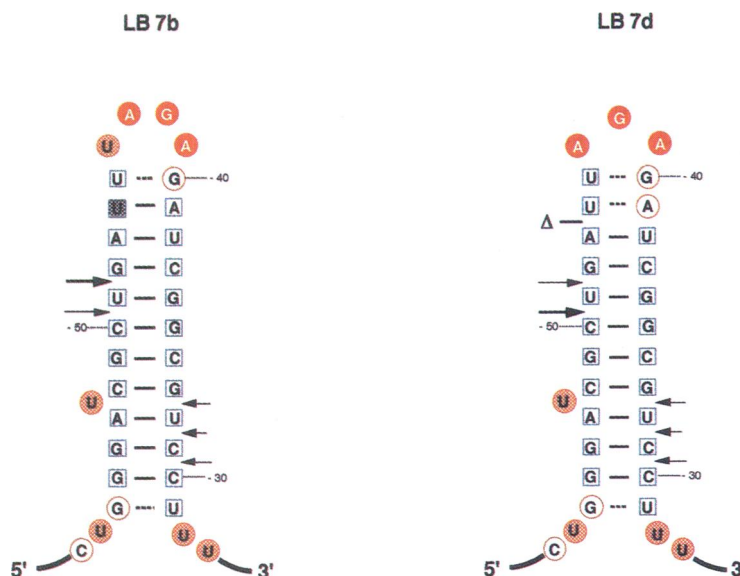 LB 7b LB 7d
A G G
U A A A
U G - 40 U G - 40
U A U A
Δ
A U A U
G C G C
U G U G
- 50 C G - 50 C G
G C G C
C G C G
U U
A U A U
G C G C
G C - 30 G C - 30
G U G U
U U U U
C U C U
5' 3' 5' 3